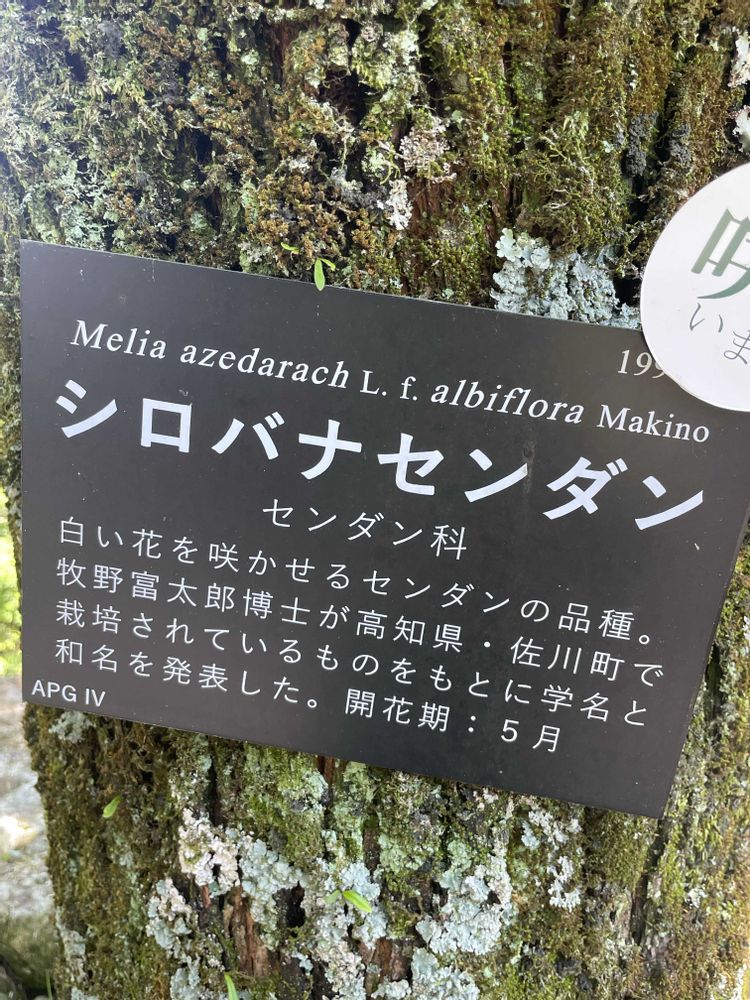 Melia azedarach L. f. albiflora Makino
シロバナセンダン
センダン科
白い花を咲かせるセンダンの品種。
牧野富太郎博士が高知県・佐川町で
栽培されているものをもとに学名と
和名を発表した。開花期：５月
APG IV
いま